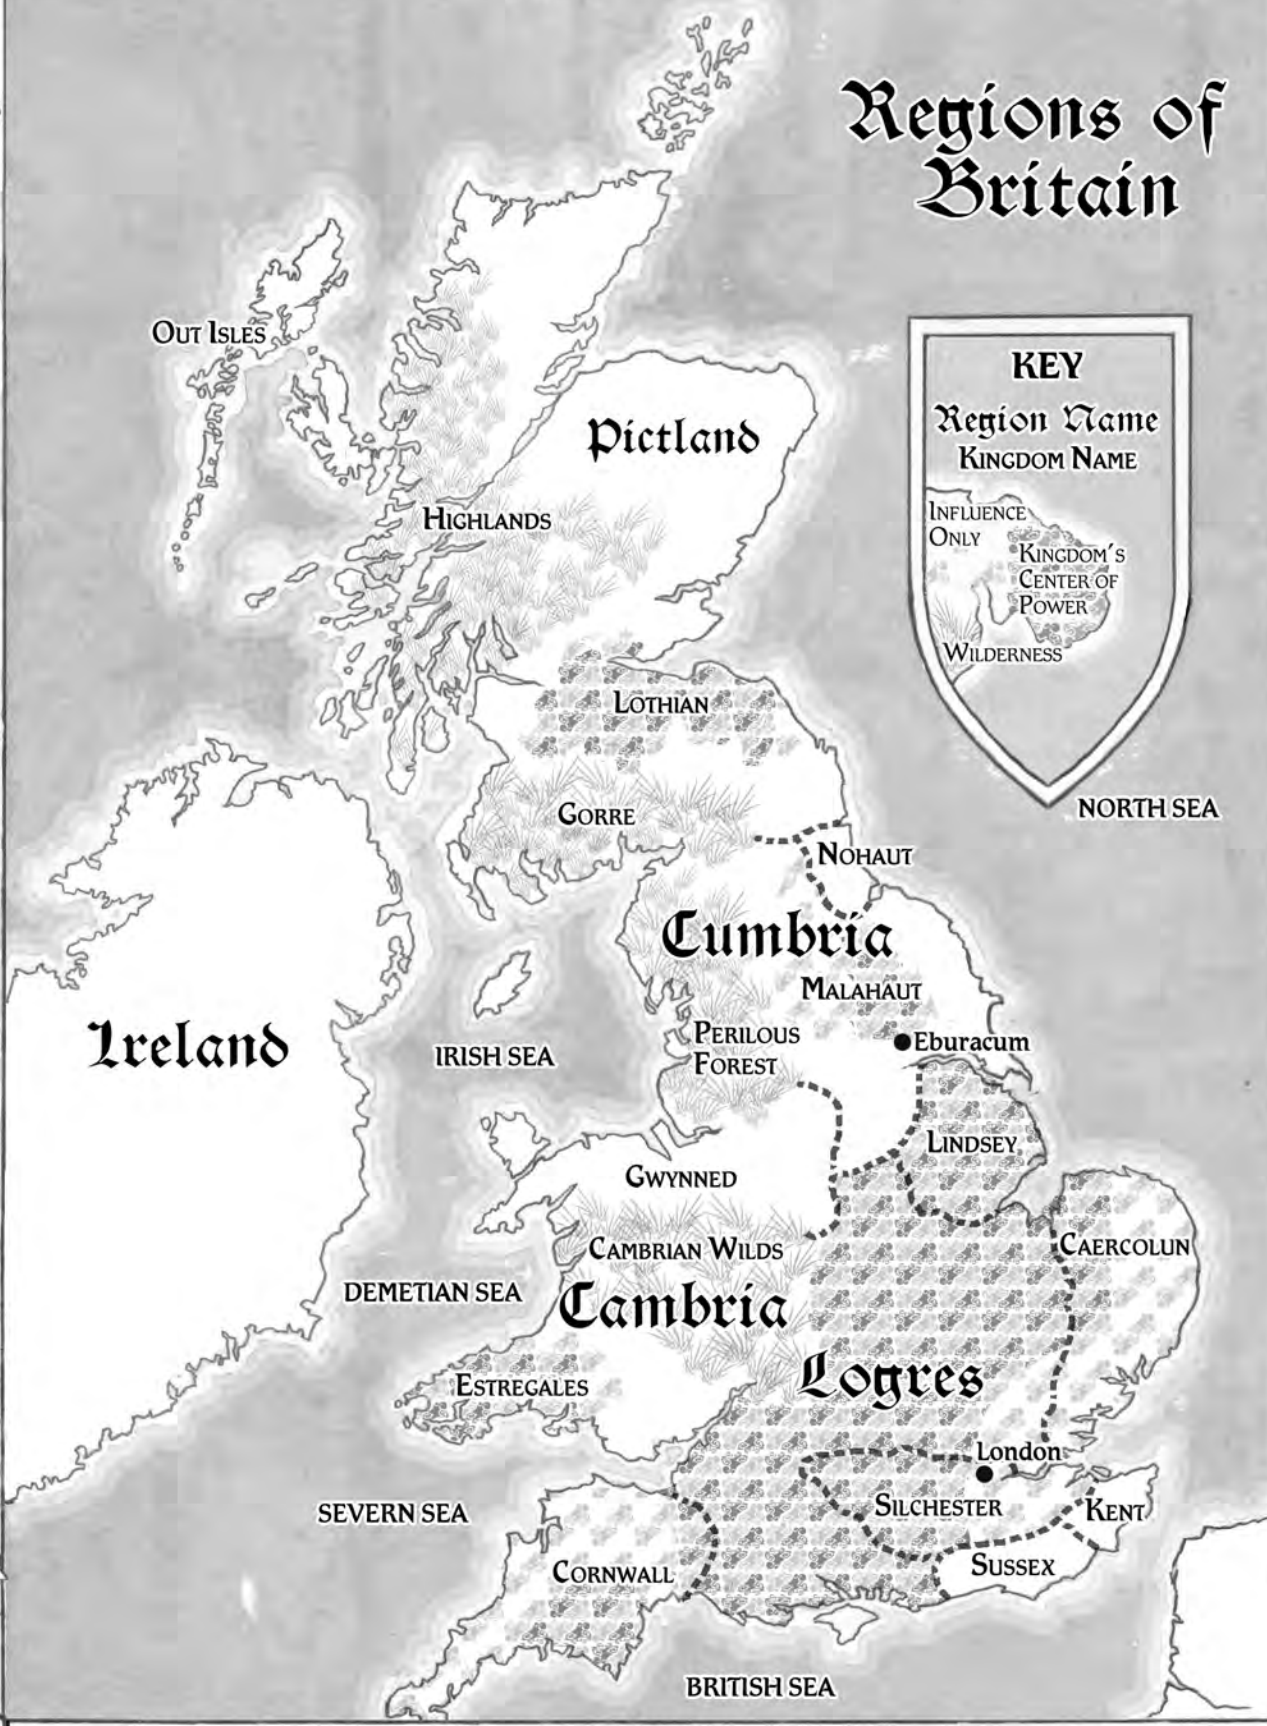 Regions of
Britain
Out Isles
KEY
Region Name
Kingdom Name
Influence
Only
Kingdom's
Center of
Power
Wilderness
Pictland
Highlands
Lothian
NORTH SEA
Gorre
Nohaut
Cumbria
Malahaut
Ireland
IRISH SEA
Perilous
Forest
Eburacum
Lindsey
Gwynned
Cambrian Wilds
Caercolun
DEMETIAN SEA
Cambria
Logres
Estregales
London
SEVERN SEA
Silchester
Kent
Cornwall
Sussex
BRITISH SEA